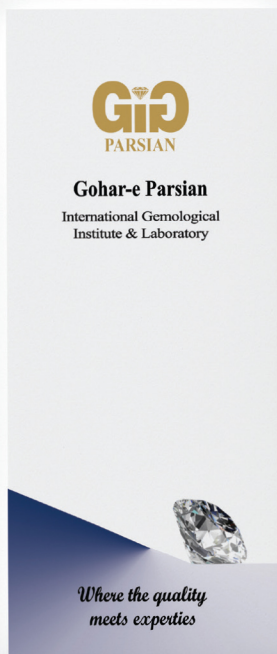 GiG
PARSIAN
Gohar-e Parsian
International Gemological
Institute & Laboratory
Where the quality
meets experties